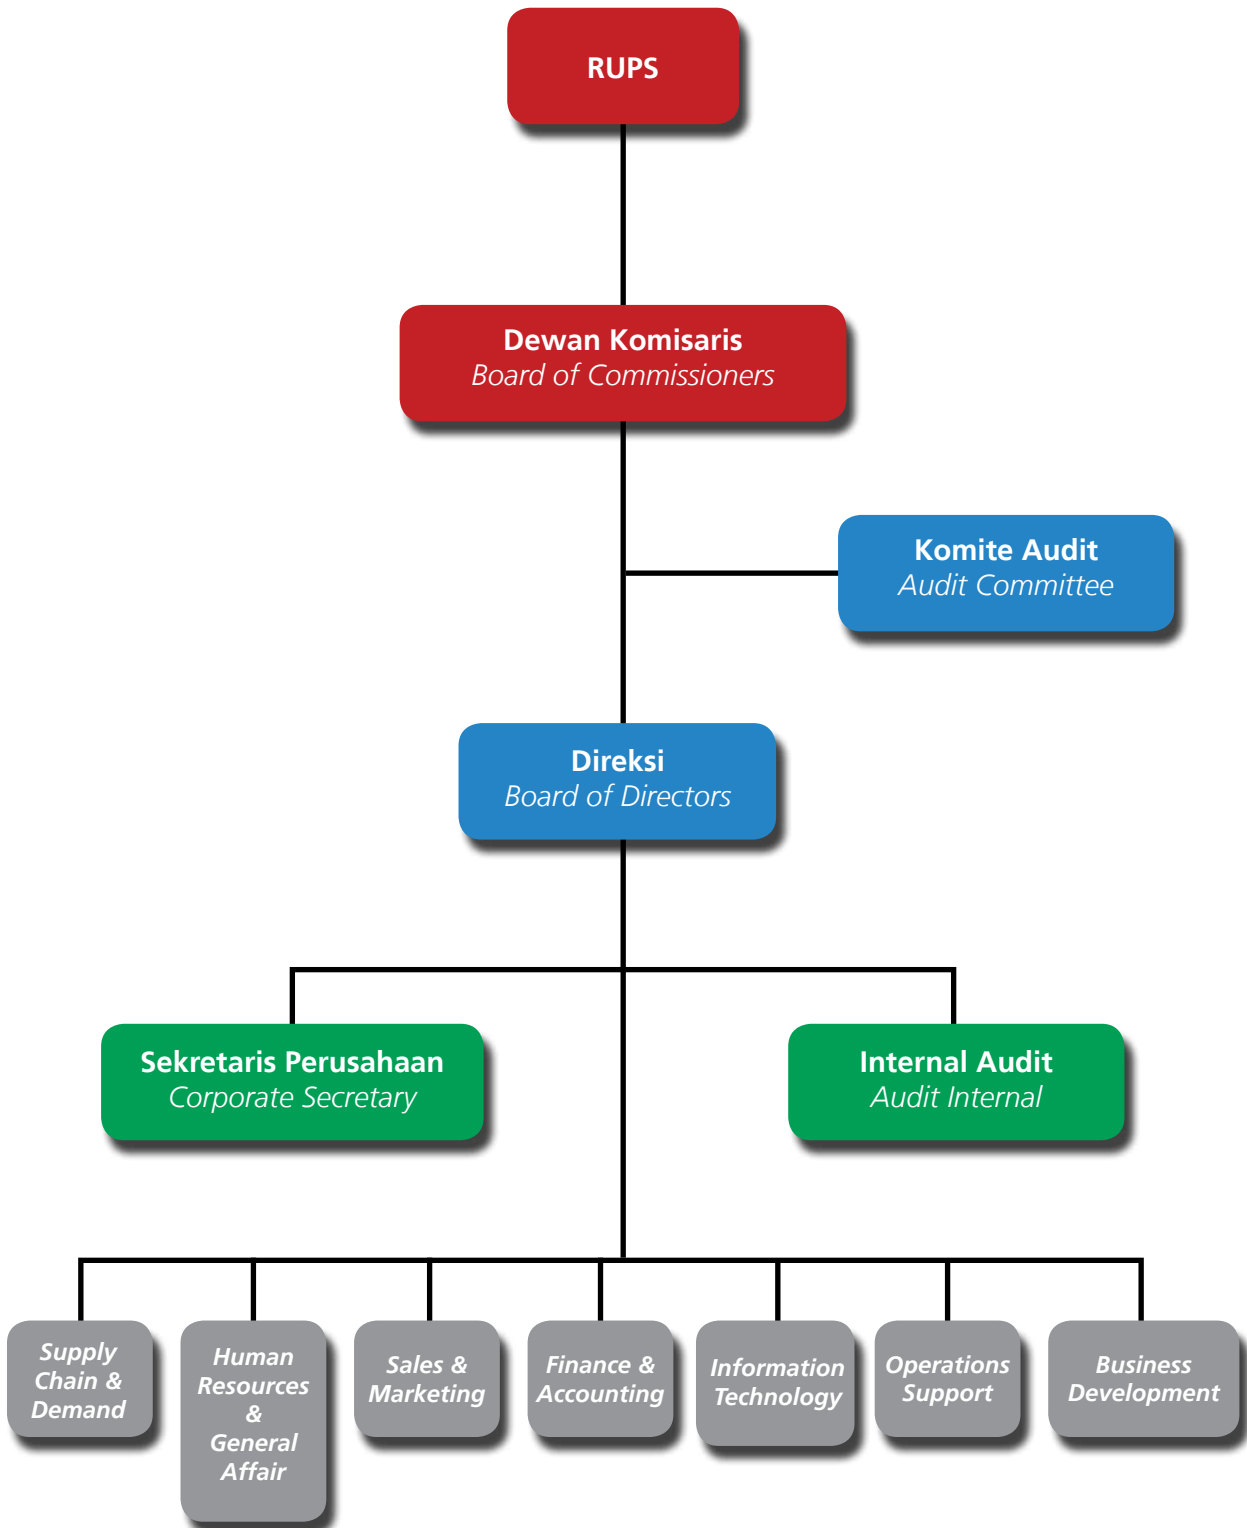 RUPS
Dewan Komisaris
Board of Commissioners
Komite Audit
Audit Committee
Direksi
Board of Directors
Sekretaris Perusahaan
Corporate Secretary
Internal Audit
Audit Internal
Supply
Chain &
Demand
Human
Resources
&
General
Affair
Sales &
Marketing
Finance &
Accounting
Information
Technology
Operations
Support
Business
Development